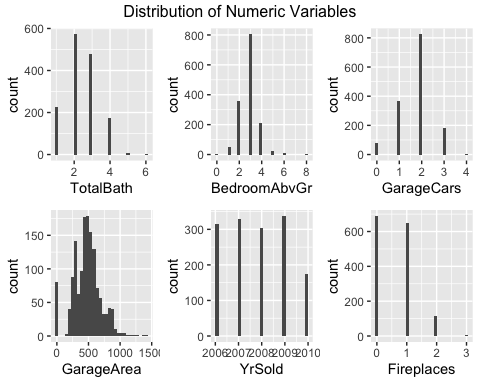 Distribution of Numeric Variables
count
600
400
200
0
2 4 6
TotalBath
count
800
600
400
200
0
0 2 4 6 8
BedroomAbvGr
count
800
600
400
200
0
0 1 2 3 4
GarageCars
count
150
100
50
0
0 500 1000 1500
GarageArea
count
300
200
100
0
2006 2007 2008 2009 2010
YrSold
count
600
400
200
0
0 1 2 3
Fireplaces